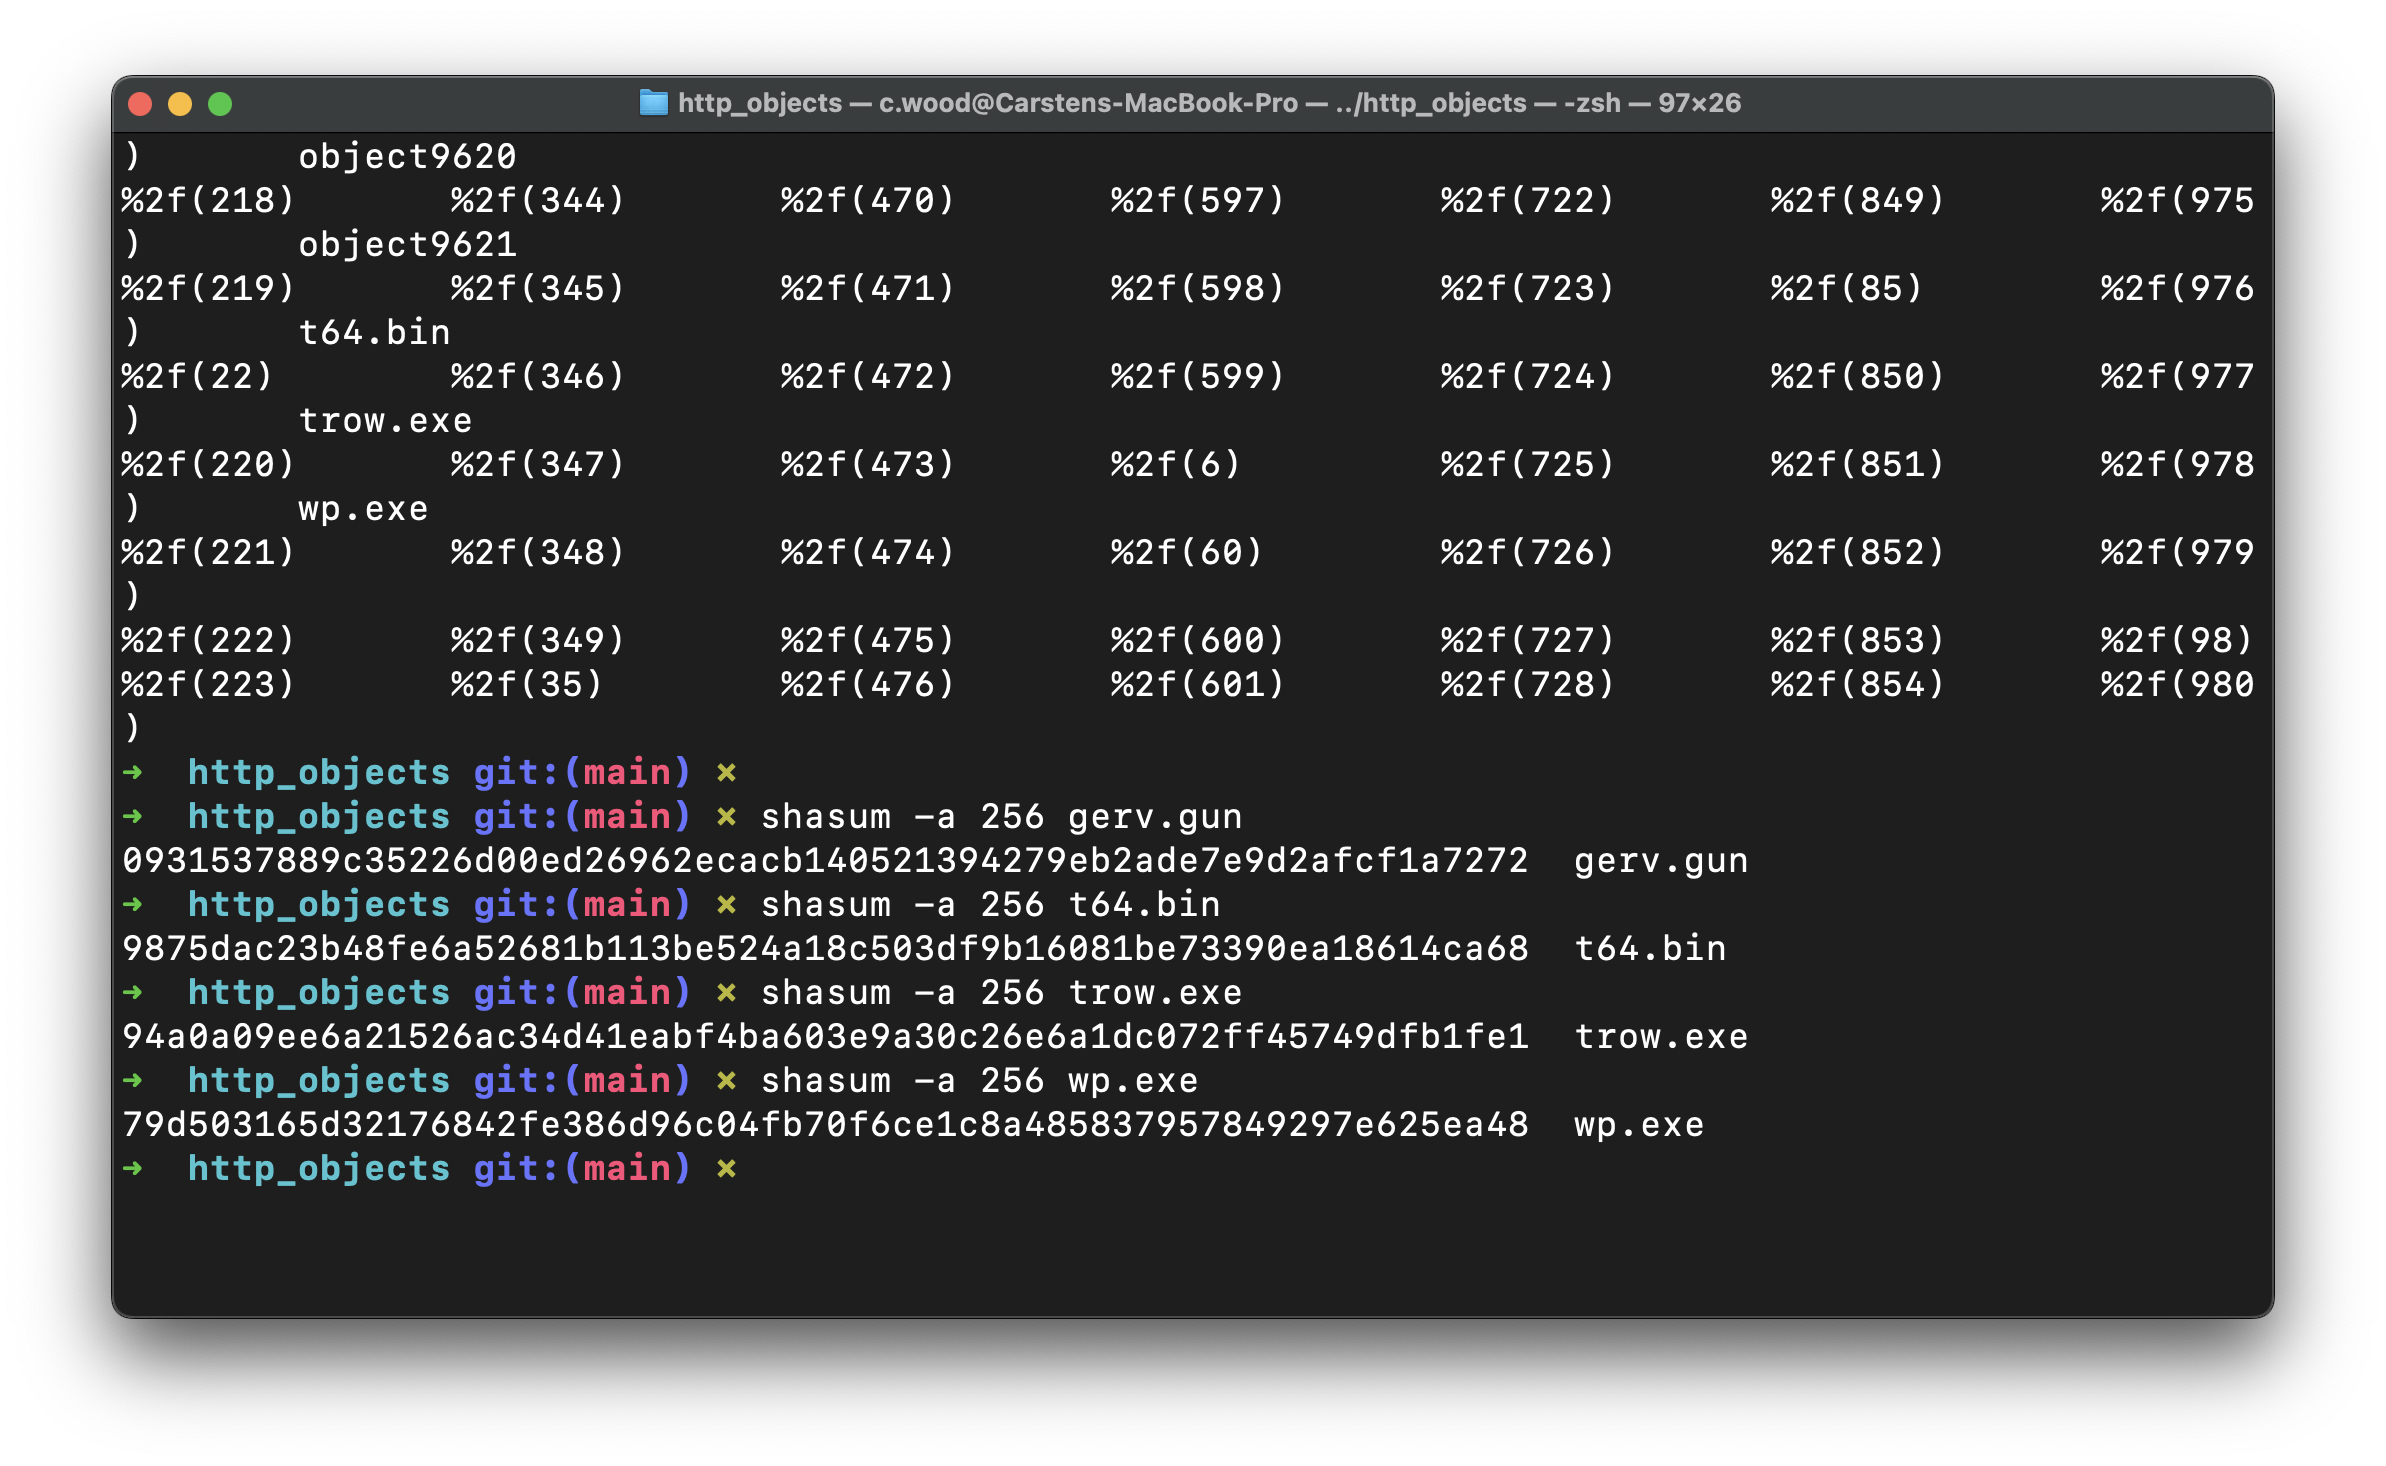 http_objects — c.wood@Carstens-MacBook-Pro — ../http_objects — -zsh — 97×26
)       object9620
%2f(218)       %2f(344)       %2f(470)       %2f(597)       %2f(722)       %2f(849)       %2f(975
)       object9621
%2f(219)       %2f(345)       %2f(471)       %2f(598)       %2f(723)       %2f(85)        %2f(976
)       t64.bin
%2f(22)        %2f(346)       %2f(472)       %2f(599)       %2f(724)       %2f(850)       %2f(977
)       trow.exe
%2f(220)       %2f(347)       %2f(473)       %2f(6)         %2f(725)       %2f(851)       %2f(978
)       wp.exe
%2f(221)       %2f(348)       %2f(474)       %2f(60)        %2f(726)       %2f(852)       %2f(979
)
%2f(222)       %2f(349)       %2f(475)       %2f(600)       %2f(727)       %2f(853)       %2f(98)
%2f(223)       %2f(35)        %2f(476)       %2f(601)       %2f(728)       %2f(854)       %2f(980
)
➜  http_objects git:(main) ✗
➜  http_objects git:(main) ✗ shasum -a 256 gerv.gun
0931537889c35226d00ed26962ecacb140521394279eb2ade7e9d2afcf1a7272  gerv.gun
➜  http_objects git:(main) ✗ shasum -a 256 t64.bin
9875dac23b48fe6a52681b113be524a18c503df9b16081be73390ea18614ca68  t64.bin
➜  http_objects git:(main) ✗ shasum -a 256 trow.exe
94a0a09ee6a21526ac34d41eabf4ba603e9a30c26e6a1dc072ff45749dfb1fe1  trow.exe
➜  http_objects git:(main) ✗ shasum -a 256 wp.exe
79d503165d32176842fe386d96c04fb70f6ce1c8a485837957849297e625ea48  wp.exe
➜  http_objects git:(main) ✗